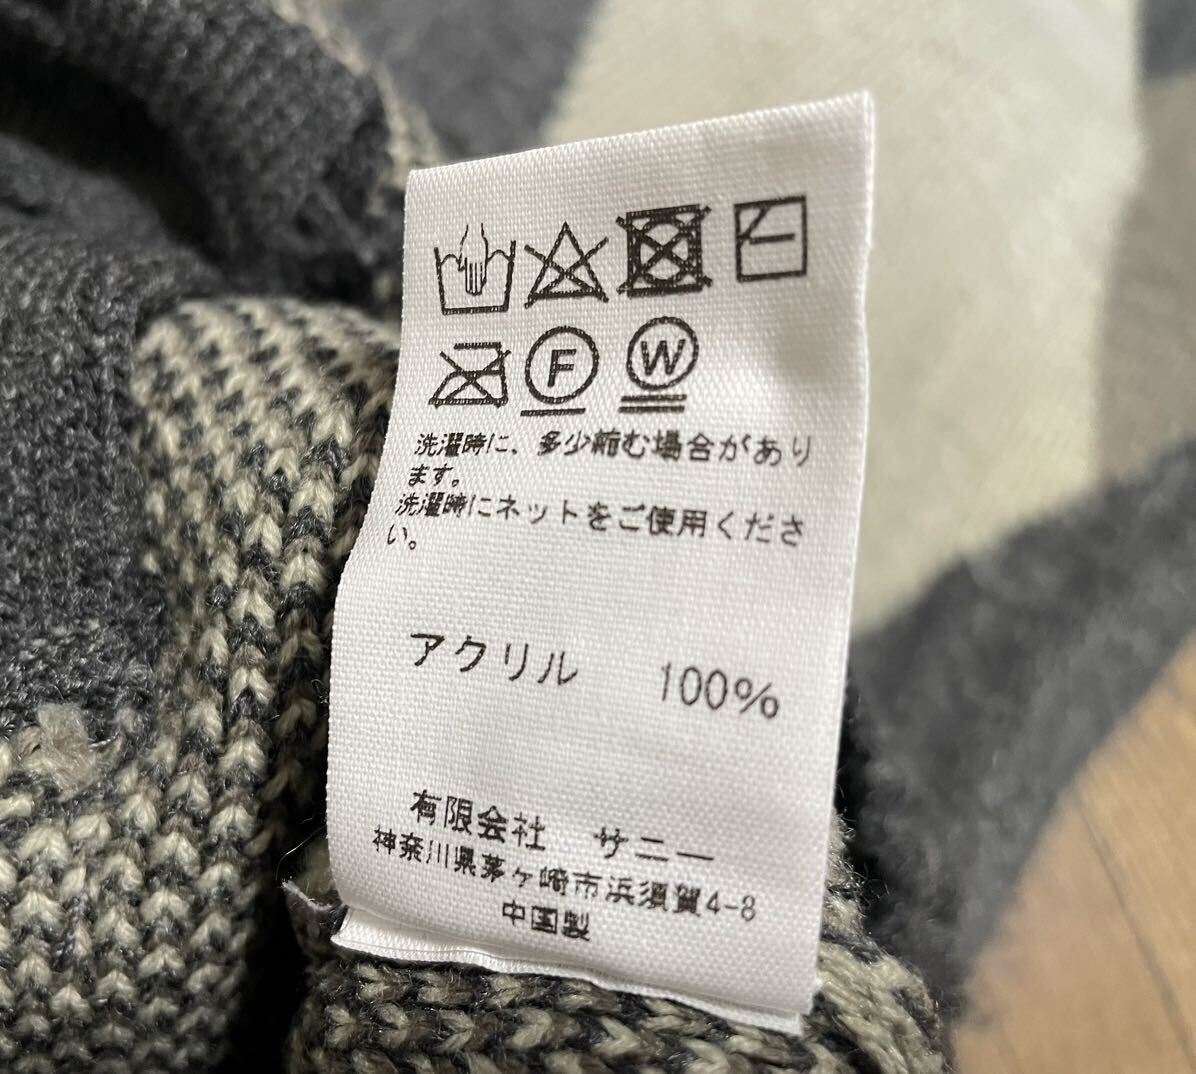 F W
洗濯時に、多少縮む場合があり
ます。
洗濯時にネットをご使用くださ
い。
アクリル 100%
有限会社 サニー
神奈川県茅ヶ崎市浜須賀4-8
中国製